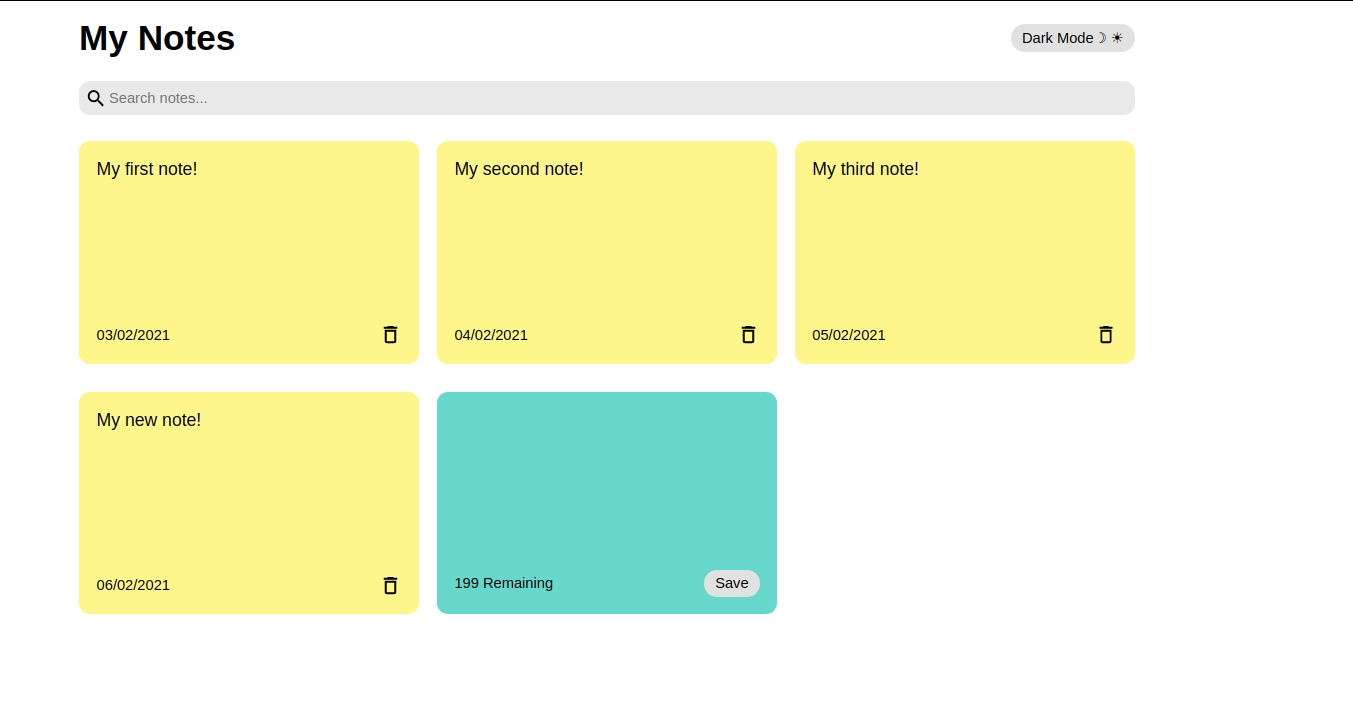 My Notes
Dark Mode☽ ☀
Search notes...
My first note!
03/02/2021
My second note!
04/02/2021
My third note!
05/02/2021
My new note!
06/02/2021
199 Remaining
Save